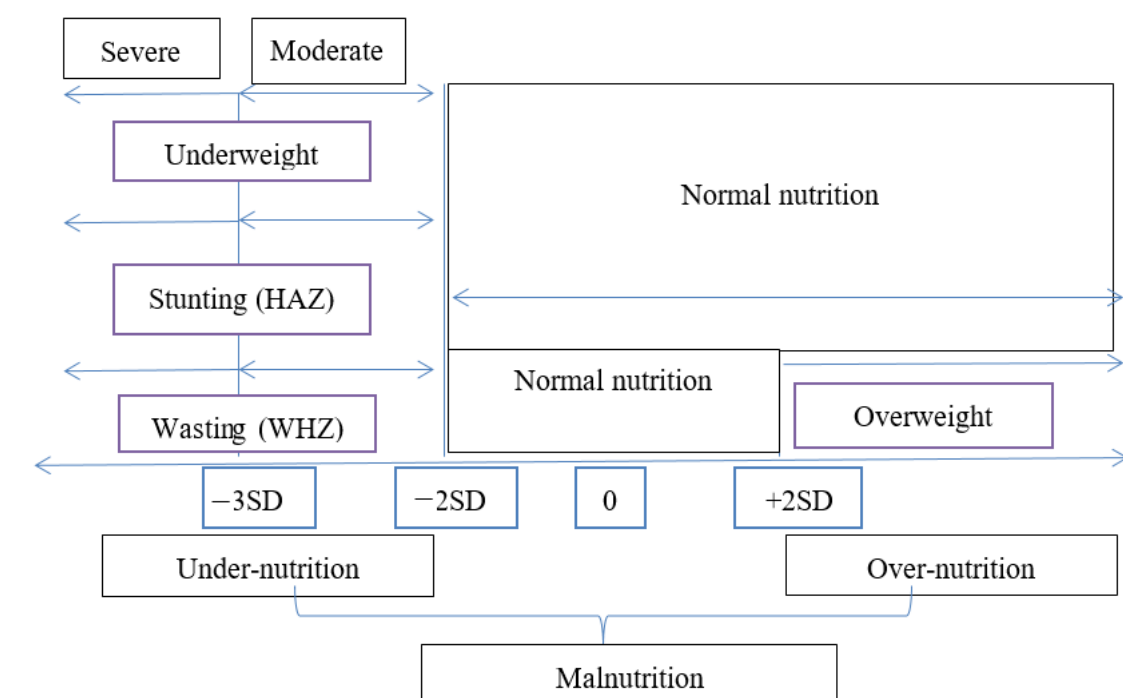 Severe
Moderate
Underweight
Normal nutrition
Stunting (HAZ)
Normal nutrition
Overweight
Wasting (WHZ)
−3SD
−2SD
0
+2SD
Under-nutrition
Over-nutrition
Malnutrition